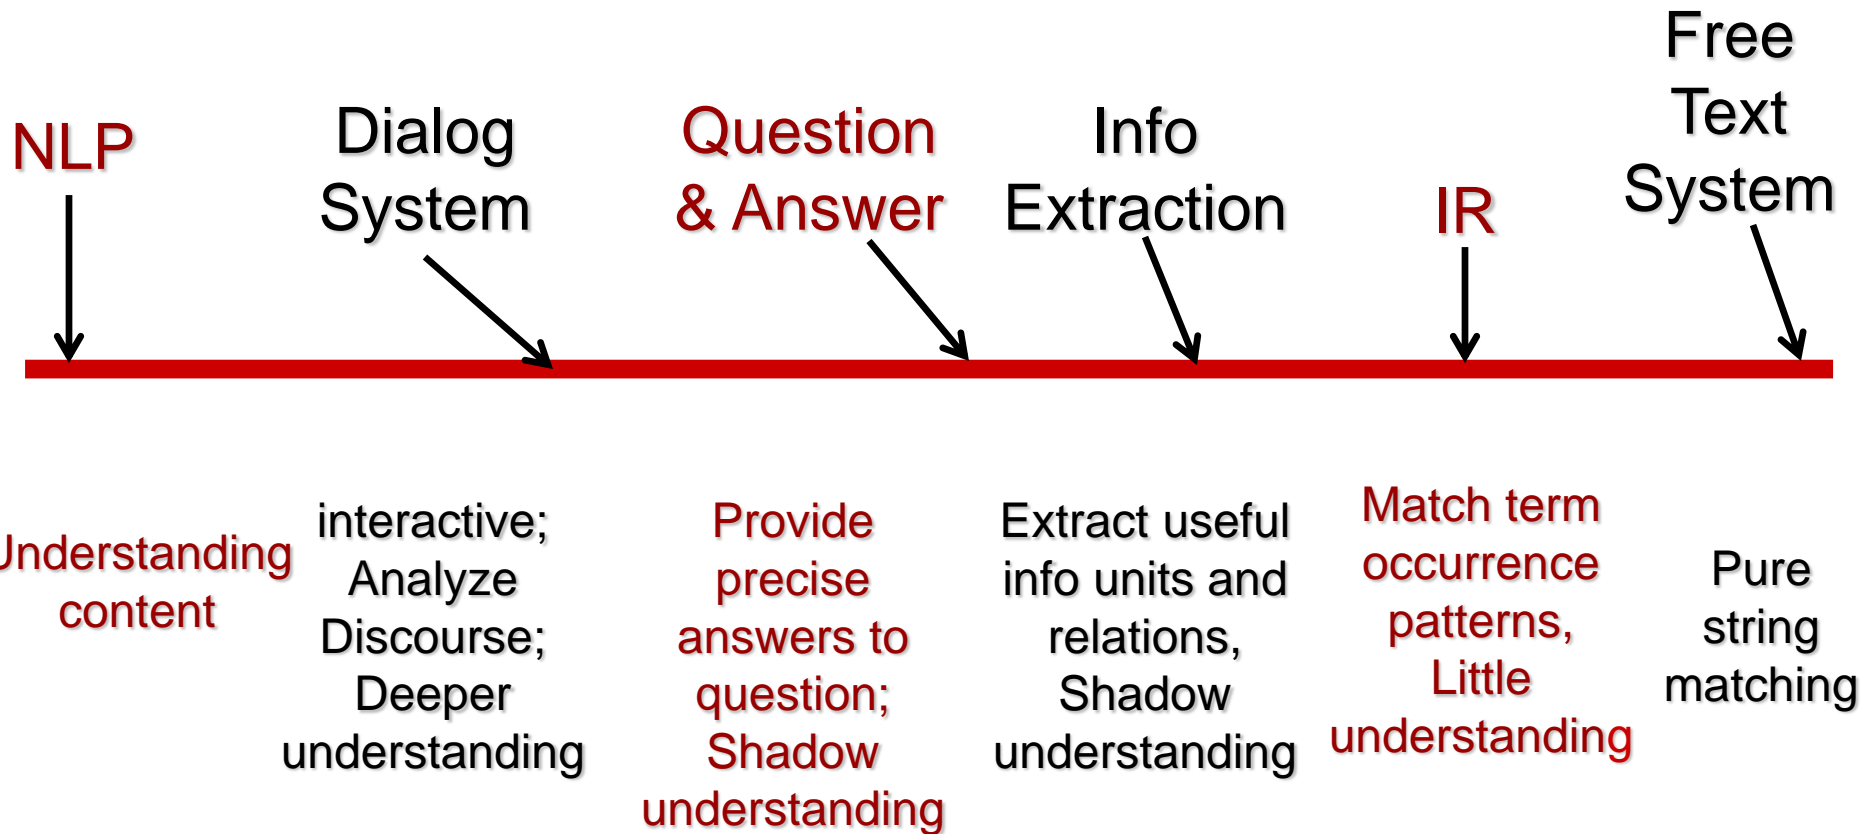 NLP
Dialog
System
Question
& Answer
Info
Extraction
IR
Free
Text
System
Understanding
content
interactive;
Analyze
Discourse;
Deeper
understanding
Provide
precise
answers to
question;
Shadow
understanding
Extract useful
info units and
relations,
Shadow
understanding
Match term
occurrence
patterns,
Little
understanding
Pure
string
matching